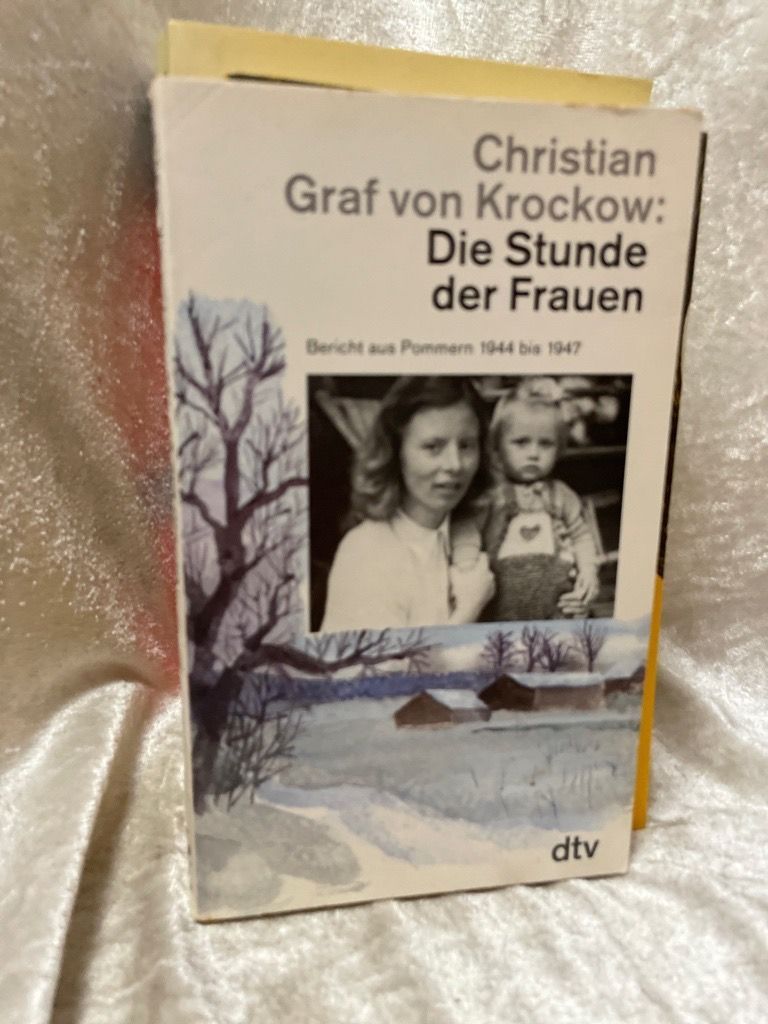 Christian
Graf von Krockow:
Die Stunde
der Frauen
Bericht aus Pommern 1944 bis 1947
dtv